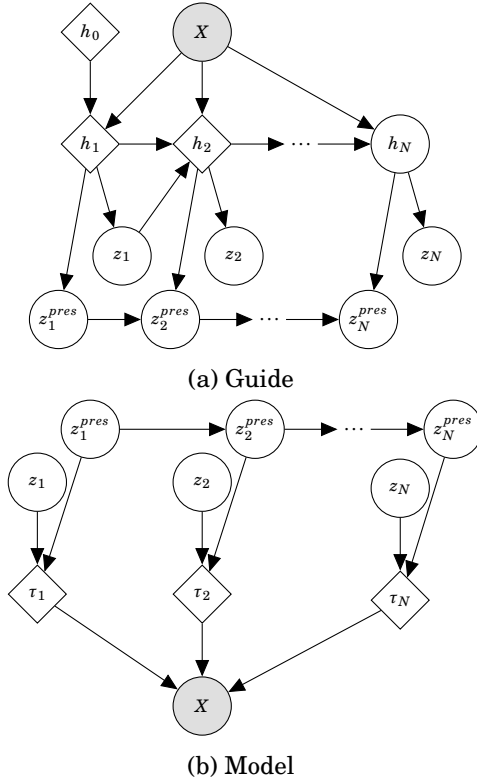 h_0 X
h_1 h_2 ··· h_N
z_1 z_2 z_N
z_1^{pres} z_2^{pres} ··· z_N^{pres}
(a) Guide
z_1^{pres} z_2^{pres} ··· z_N^{pres}
z_1 z_2 z_N
τ_1 τ_2 τ_N
X
(b) Model